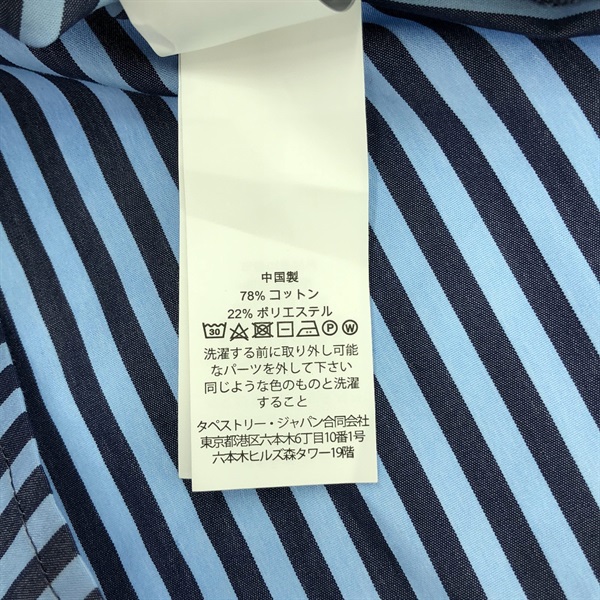 中国製
78% コットン
22% ポリエステル
30 P W
洗濯する前に取り外し可能
なパーツを外して下さい
同じような色のものと洗濯
すること
タペストリー・ジャパン合同会社
東京都港区六本木6丁目10番1号
六本木ヒルズ森タワー19階